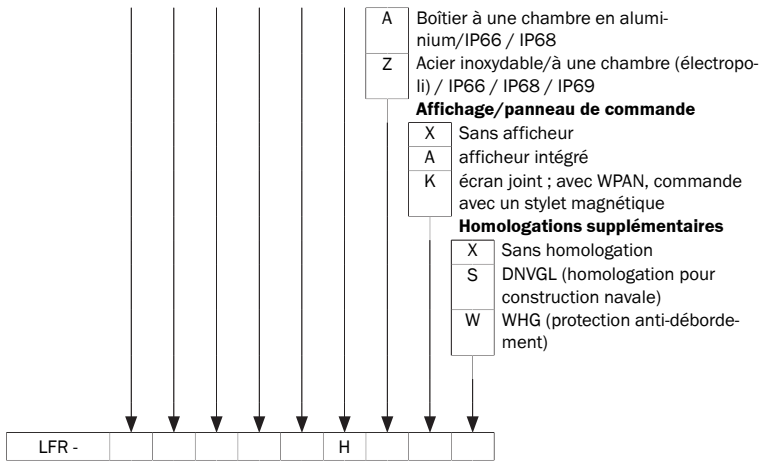 A Boîtier à une chambre en alumi-
nium/IP66 / IP68
Z Acier inoxydable/à une chambre (électropo-
li) / IP66 / IP68 / IP69
Affichage/panneau de commande
X Sans afficheur
A afficheur intégré
K écran joint ; avec WPAN, commande
avec un stylet magnétique
Homologations supplémentaires
X Sans homologation
S DNVGL (homologation pour
construction navale)
W WHG (protection anti-déborde-
ment)
LFR - H